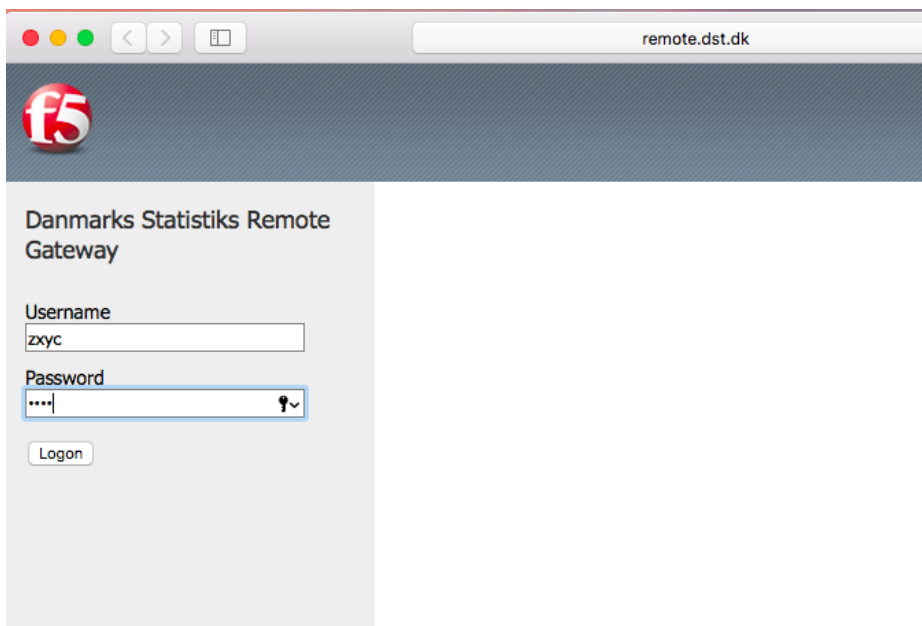 remote.dst.dk
f5
Danmarks Statistiks Remote
Gateway
Username
zxyc
Password
••••
Logon